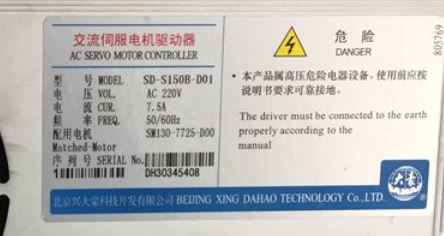 交流伺服电机驱动器
AC SERVO MOTOR CONTROLLER
型 号 MODEL SD-S150B-D01
电 压 VOL. AC 220V
电 流 CUR. 7.5A
频 率 FREQ. 50/60Hz
配用电机 SM130-7725-D00
Matched-Motor
序 列 号 SERIAL No.
DH30345408
危 险
DANGER
·本产品属高压危险电器设备。使用前应按
说明书要求可靠接地。
The driver must be connected to the earth
properly according to the
manual
大豪
北京兴大豪科技开发有限公司 BEIJING XING DAHAO TECHNOLOGY Co.,LTD.
805769